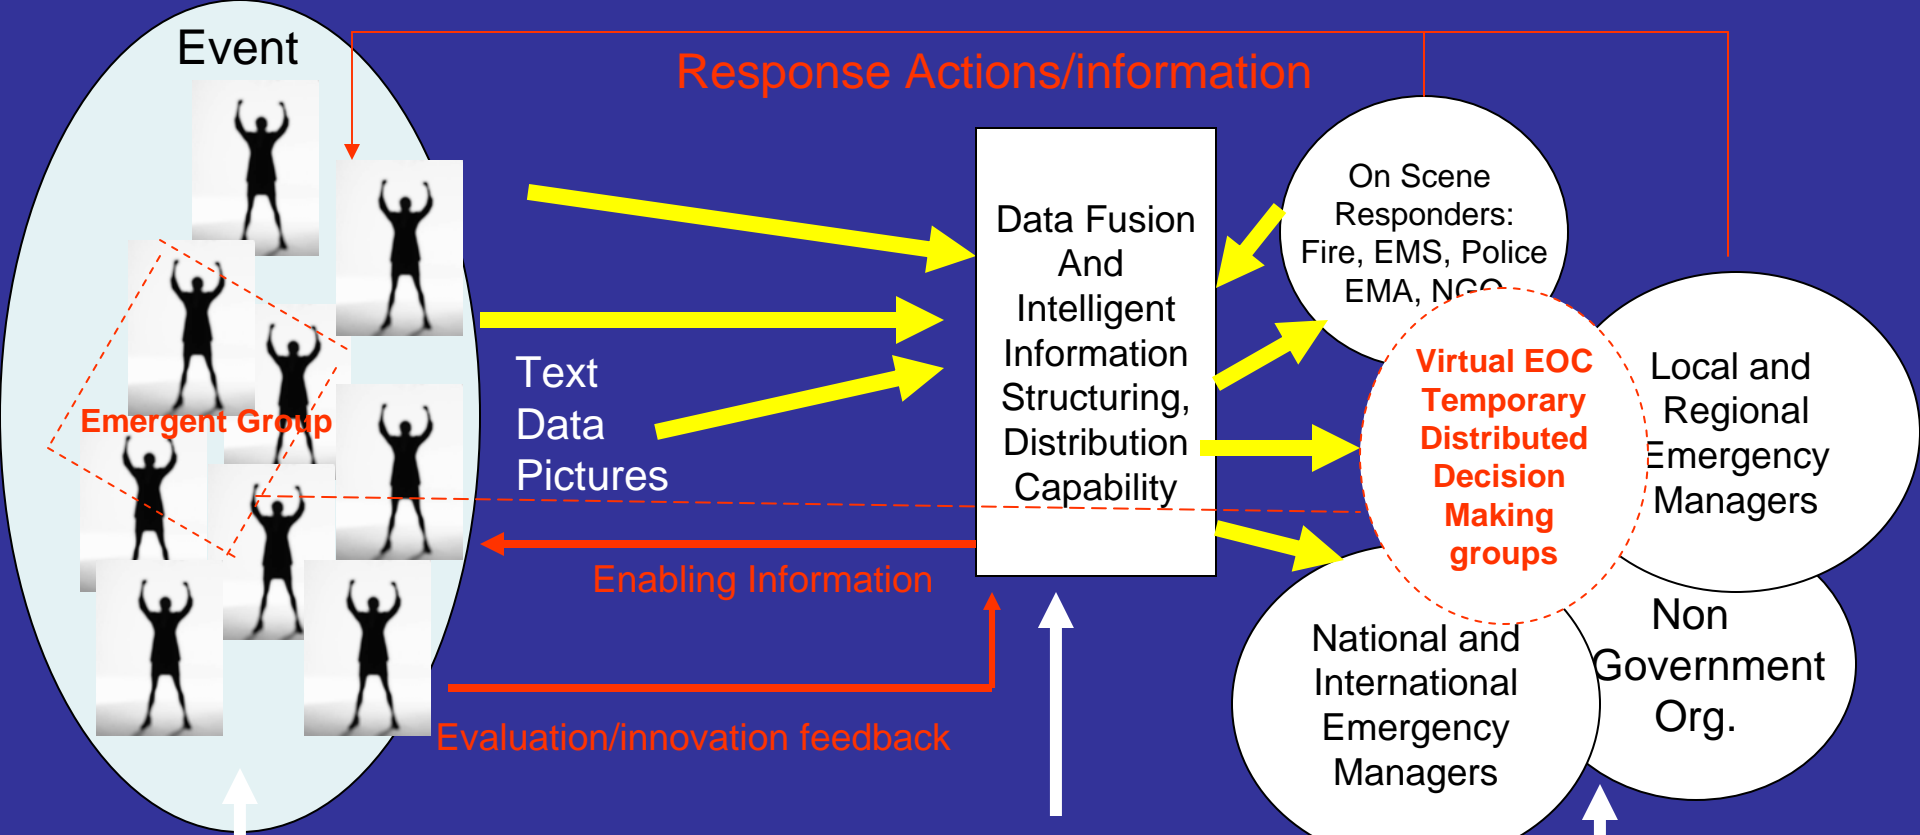 Event
Response Actions/information
Emergent Group
Text
Data
Pictures
Enabling Information
Evaluation/innovation feedback
Data Fusion
And
Intelligent
Information
Structuring,
Distribution
Capability
On Scene
Responders:
Fire, EMS, Police
EMA, NGO
Virtual EOC
Temporary
Distributed
Decision
Making
groups
Local and
Regional
Emergency
Managers
National and
International
Emergency
Managers
Non
Government
Org.